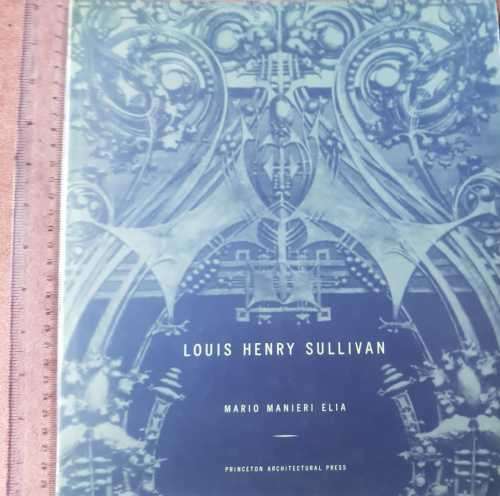 LOUIS HENRY SULLIVAN
MARIO MANIERI ELIA
PRINCETON ARCHITECTURAL PRESS